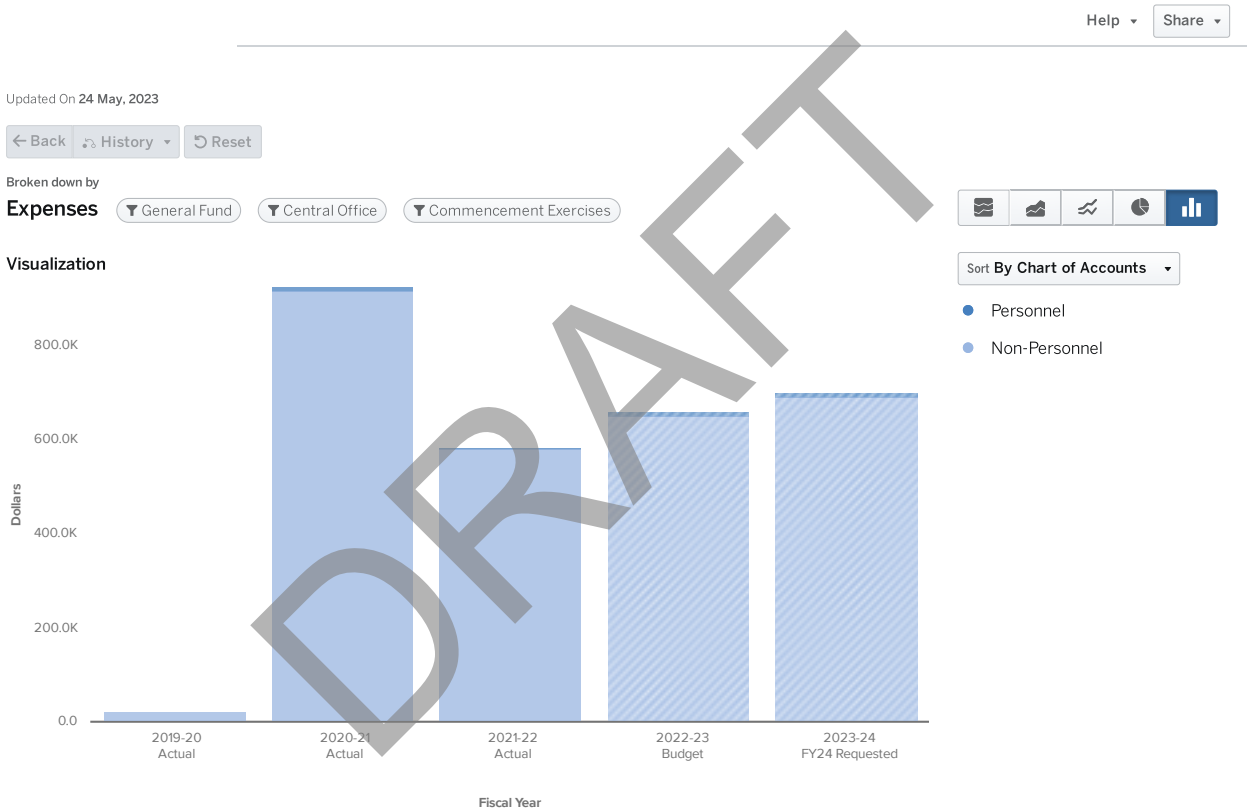 Help Share
Updated On 24 May, 2023
Back History Reset
Broken down by
Expenses General Fund Central Office Commencement Exercises
Visualization
Sort By Chart of Accounts
Personnel
Non-Personnel
800.0K
600.0K
400.0K
200.0K
0.0
Dollars
2019-20 2020-21 2021-22 2022-23 2023-24
Actual Actual Actual Budget FY24 Requested
Fiscal Year
DRAFT